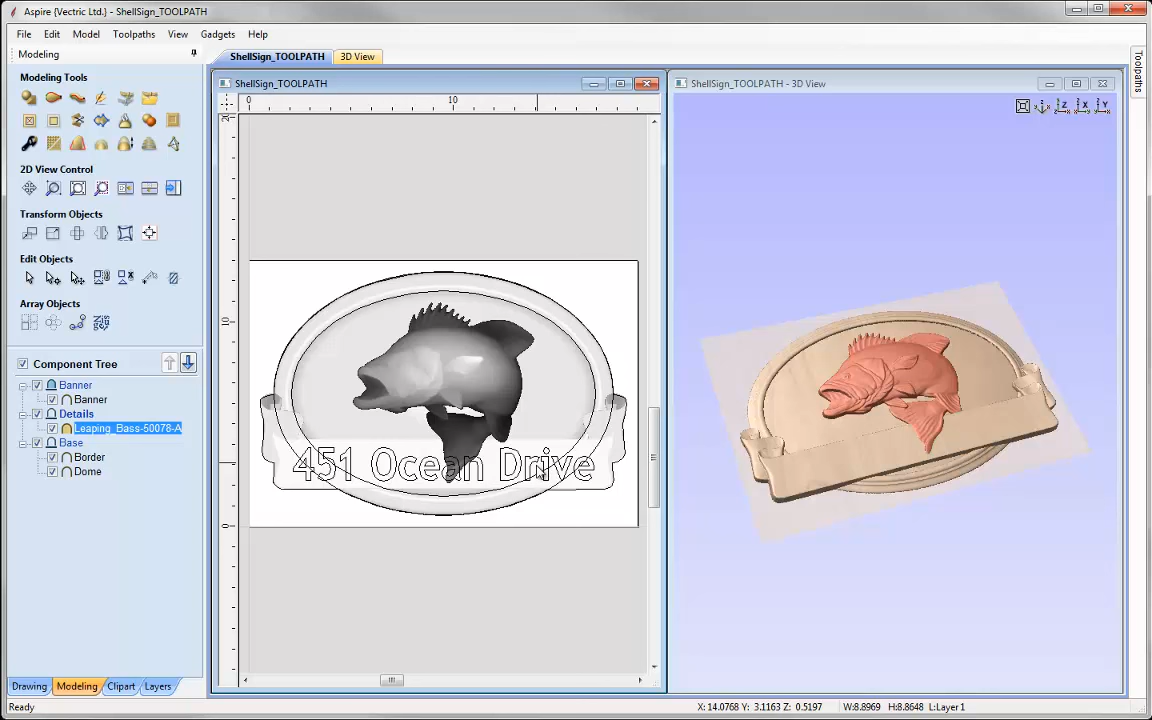 Aspire {Vectric Ltd.} - ShellSign_TOOLPATH
File Edit Model Toolpaths View Gadgets Help
Modeling
ShellSign_TOOLPATH 3D View
Toolpaths
Modeling Tools
2D View Control
Transform Objects
Edit Objects
Array Objects
Component Tree
Banner
Banner
Details
Leaping_Bass-50078-A
Base
Border
Dome
Drawing Modeling Clipart Layers
ShellSign_TOOLPATH
0 10
20
10
0
451 Ocean Drive
ShellSign_TOOLPATH - 3D View
Z X Y
Ready
X: 14.0768 Y: 3.1163 Z: 0.5197 W:8.8969 H:8.8648 L:Layer 1